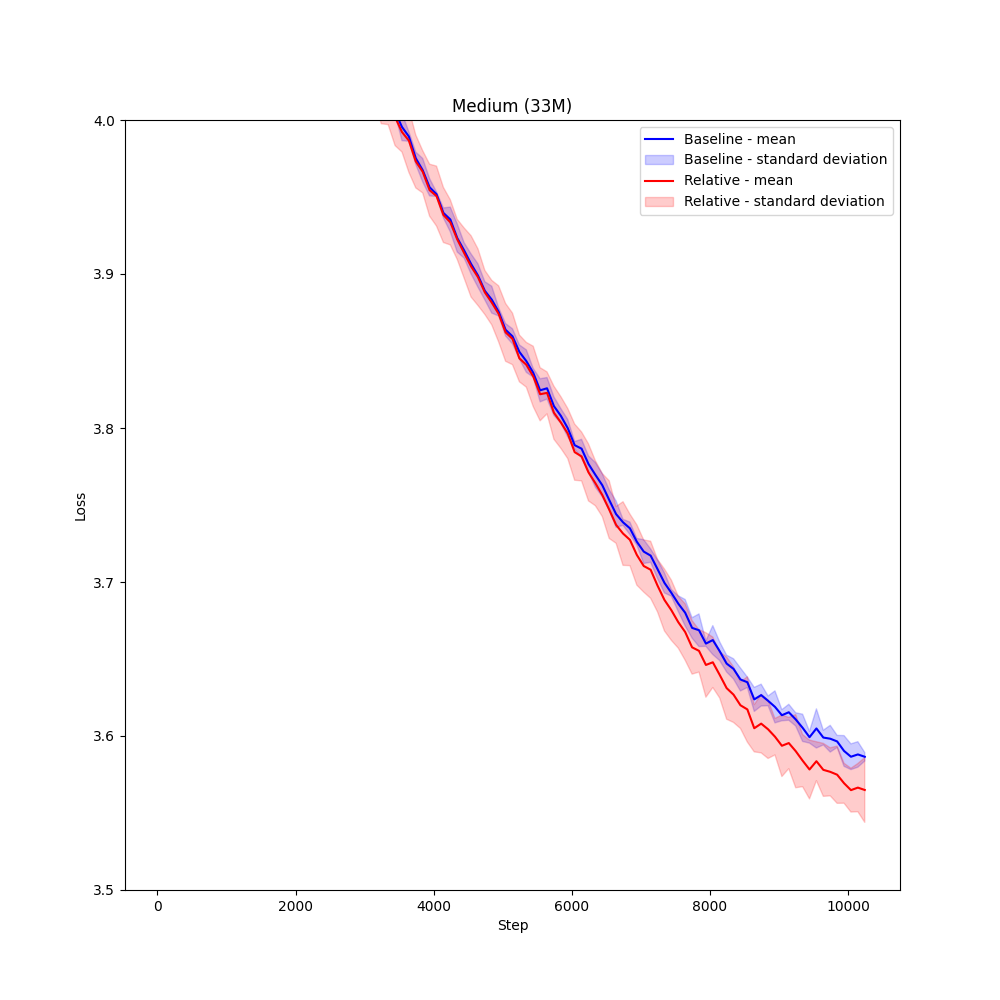 Medium (33M)
Baseline - mean
Baseline - standard deviation
Relative - mean
Relative - standard deviation
4.0
3.9
3.8
3.7
3.6
3.5
Loss
0
2000
4000
6000
8000
10000
Step